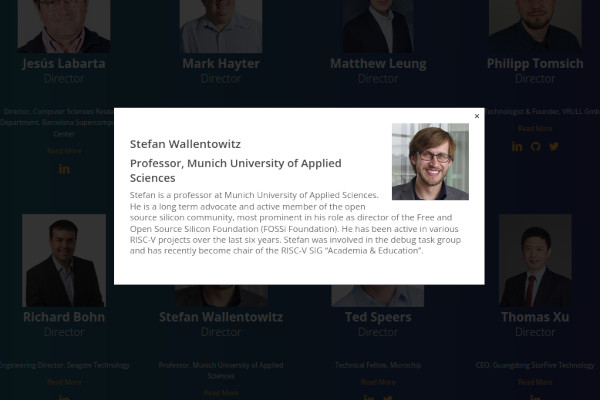 Jesús Labarta
Director
Mark Hayter
Director
Matthew Leung
Director
Philipp Tomsich
Director
Director, Computer Sciences
Department, Barcelona
Center
Read More
Technologist & Founder, VRULL
Read More
×
Stefan Wallentowitz
Professor, Munich University of Applied
Sciences
Stefan is a professor at Munich University of Applied Sciences.
He is a long term advocate and active member of the open
source silicon community, most prominent in his role as director of the Free and
Open Source Silicon Foundation (FOSSi Foundation). He has been active in various
RISC-V projects over the last six years. Stefan was involved in the debug task group
and has recently become chair of the RISC-V SIG “Academia & Education”.
Richard Bohn
Director
Stefan Wallentowitz
Director
Ted Speers
Director
Thomas Xu
Director
Engineering Director, Seagate Technology
Read More
Professor, Munich University of Applied
Sciences
Read More
Technical Fellow, Microchip
Read More
CEO, Guangdong StarFive Technology
Read More